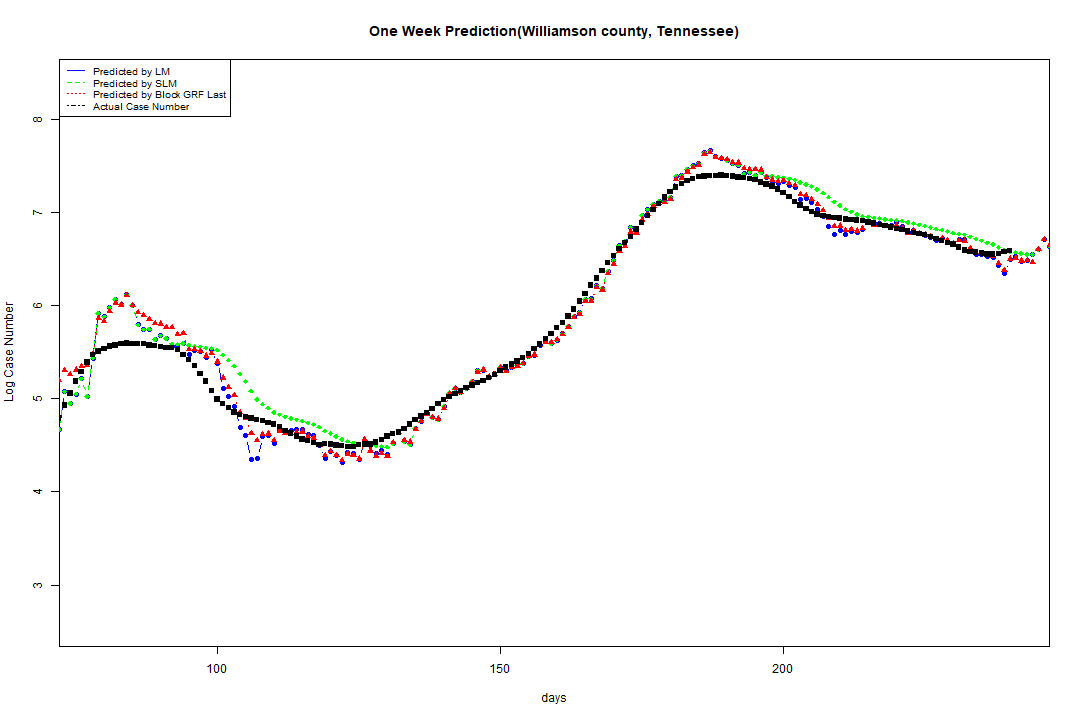 One Week Prediction(Williamson county, Tennessee)
Predicted by LM
Predicted by SLM
Predicted by Block GRF Last
Actual Case Number
Log Case Number
8
7
6
5
4
3
100 150 200
days